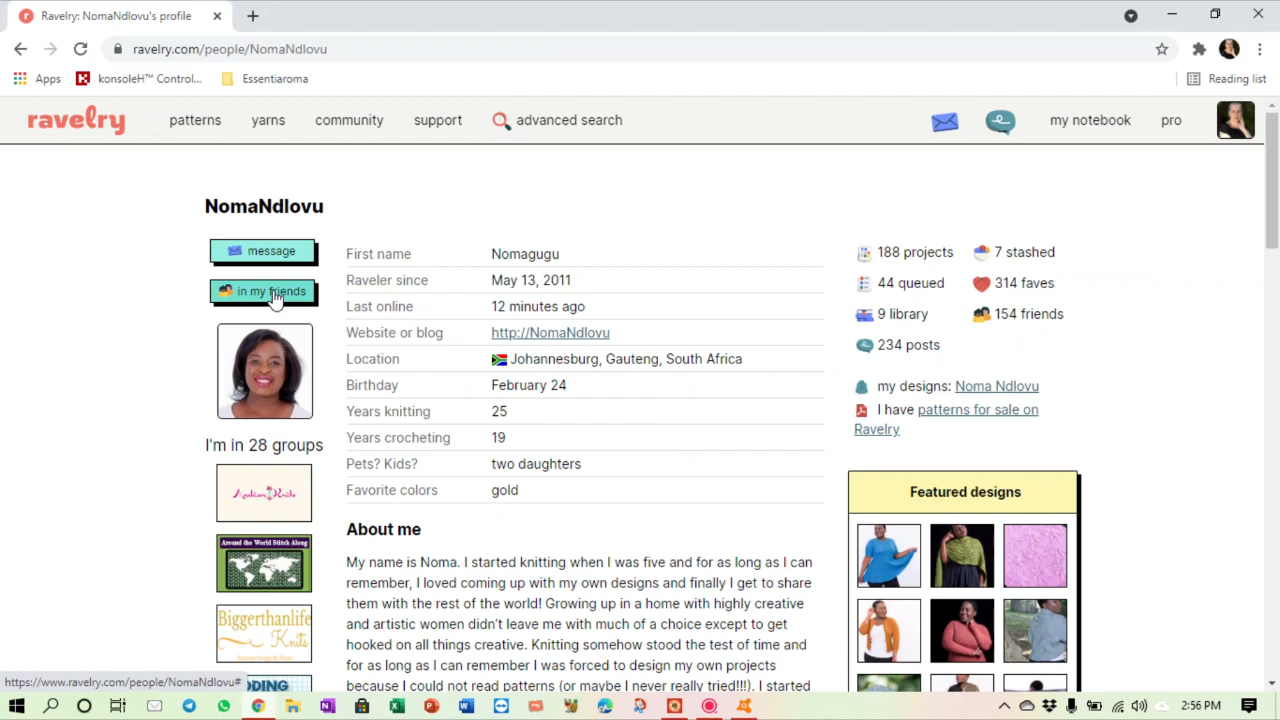 Ravelry: NomaNdlovu's profile
ravelry.com/people/NomaNdlovu
Apps
konsoleH™ Control...
Essentiaroma
Reading list
ravelry
patterns
yarns
community
support
advanced search
my notebook
pro
NomaNdlovu
message
in my friends
I'm in 28 groups
Around the World Stitch Along
Biggerthanlife
Knits
First name Nomagugu
Raveler since May 13, 2011
Last online 12 minutes ago
Website or blog http://NomaNdlovu
Location Johannesburg, Gauteng, South Africa
Birthday February 24
Years knitting 25
Years crocheting 19
Pets? Kids? two daughters
Favorite colors gold
About me
My name is Noma. I started knitting when I was five and for as long as I can
remember, I loved coming up with my own designs and finally I get to share
them with the rest of the world! Growing up in a home with highly creative
and artistic women didn't leave me with much of a choice except to get
hooked on all things creative. Knitting somehow stood the test of time and
for as long as I can remember I was forced to design my own projects
because I could not read patterns (or maybe I never really tried!!!). I started
188 projects 7 stashed
44 queued 314 faves
9 library 154 friends
234 posts
my designs: Noma Ndlovu
I have patterns for sale on
Ravelry
Featured designs
https://www.ravelry.com/people/NomaNdlovu#
2:56 PM